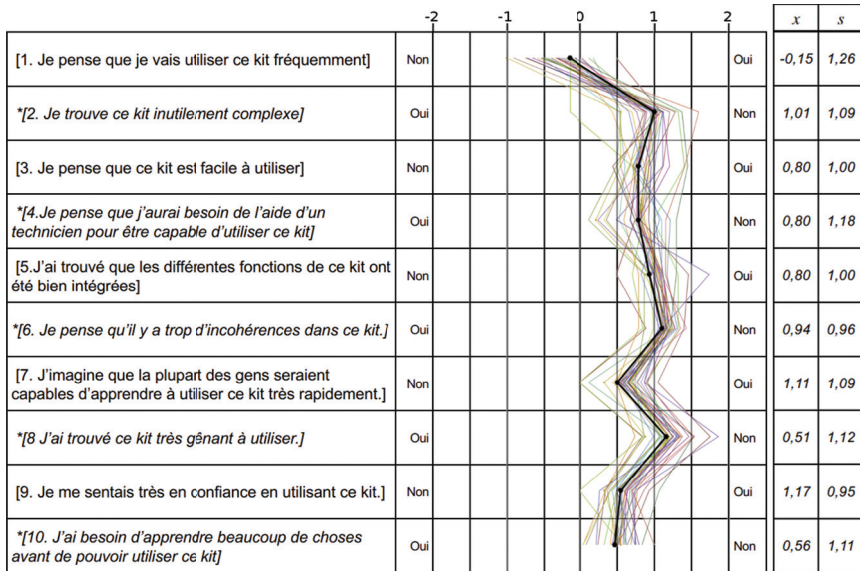 -2 -1 0 1 2 x s
[1. Je pense que je vais utiliser ce kit fréquemment] Non Oui -0,15 1,26
*[2. Je trouve ce kit inutilement complexe] Oui Non 1,01 1,09
[3. Je pense que ce kit est facile à utiliser] Non Oui 0,80 1,00
*[4.Je pense que j'aurai besoin de l'aide d'un
technicien pour être capable d'utiliser ce kit] Oui Non 0,80 1,18
[5.J'ai trouvé que les différentes fonctions de ce kit ont
été bien intégrées] Non Oui 0,80 1,00
*[6. Je pense qu'il y a trop d'incohérences dans ce kit.] Oui Non 0,94 0,96
[7. J'imagine que la plupart des gens seraient
capables d'apprendre à utiliser ce kit très rapidement.] Non Oui 1,11 1,09
*[8 J'ai trouvé ce kit très gênant à utiliser.] Oui Non 0,51 1,12
[9. Je me sentais très en confiance en utilisant ce kit.] Non Oui 1,17 0,95
*[10. J'ai besoin d'apprendre beaucoup de choses
avant de pouvoir utiliser ce kit] Oui Non 0,56 1,11